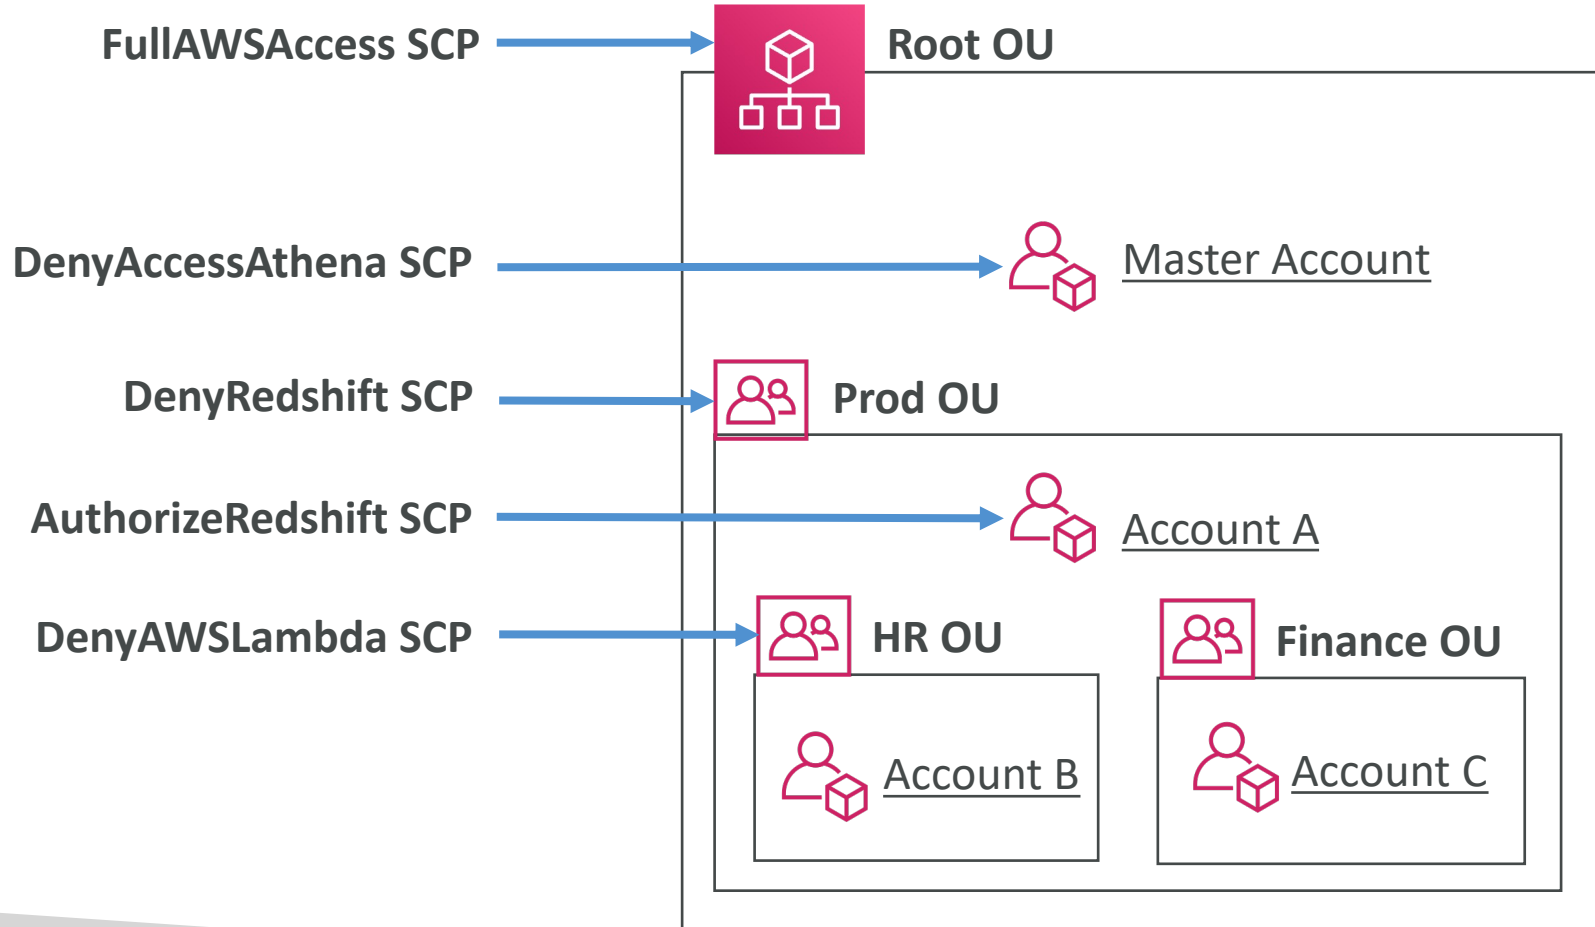 FullAWSAccess SCP
Root OU
DenyAccessAthena SCP
Master Account
DenyRedshift SCP
Prod OU
AuthorizeRedshift SCP
Account A
DenyAWSLambda SCP
HR OU
Finance OU
Account B
Account C